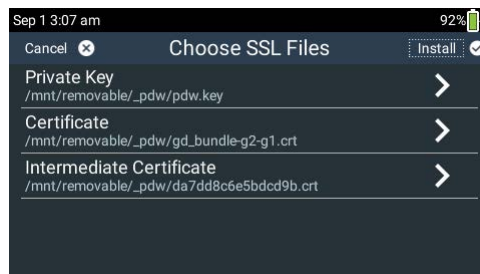 Sep 1 3:07 am 92%
Cancel Choose SSL Files Install
Private Key
/mnt/removable/_pdw/pdw.key
Certificate
/mnt/removable/_pdw/gd_bundle-g2-g1.crt
Intermediate Certificate
/mnt/removable/_pdw/da7dd8c6e5bdcd9b.crt